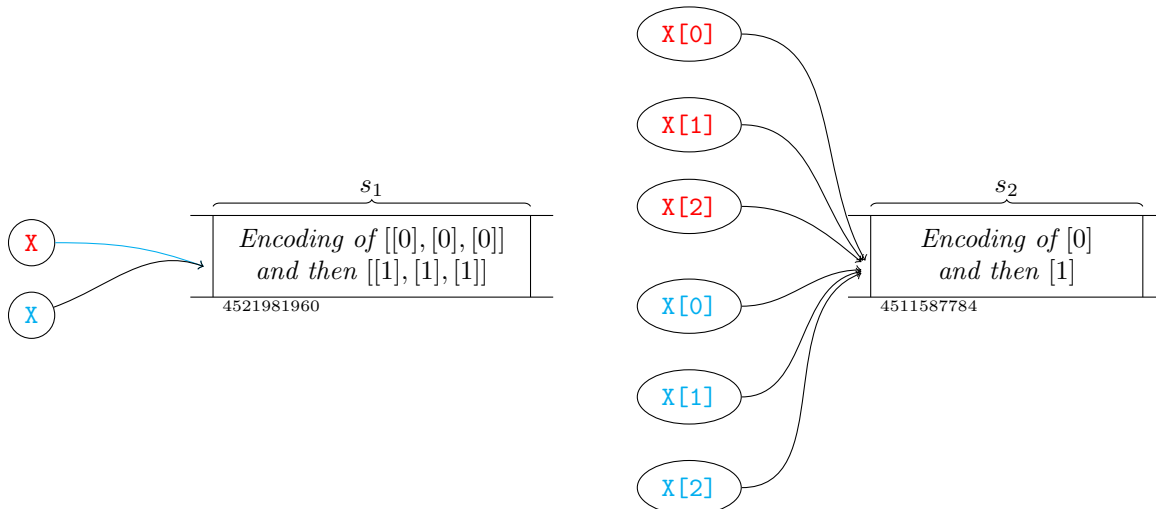 X
X
s₁
Encoding of [[0], [0], [0]]
and then [[1], [1], [1]]
4521981960
X[0]
X[1]
X[2]
X[0]
X[1]
X[2]
s₂
Encoding of [0]
and then [1]
4511587784